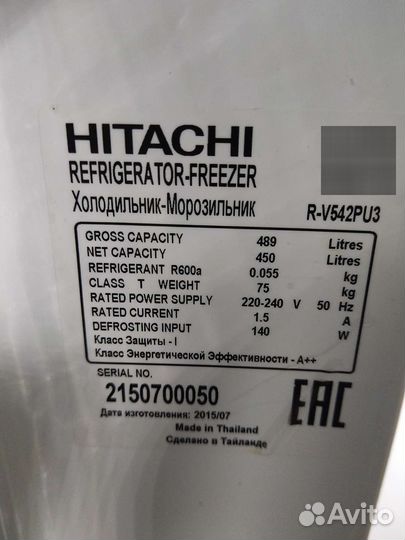 HITACHI
REFRIGERATOR-FREEZER
Холодильник-Морозильник R-V542PU3
GROSS CAPACITY 489 Litres
NET CAPACITY 450 Litres
REFRIGERANT R600a 0.055 kg
CLASS T WEIGHT 75 kg
RATED POWER SUPPLY 220-240 V 50 Hz
RATED CURRENT 1.5 A
DEFROSTING INPUT 140 W
Класс Защиты - I
Класс Энергетической Эффективности - A++
SERIAL NO.
2150700050
Дата изготовления: 2015/07
Made in Thailand
Сделано в Тайланде
EAC
Avito